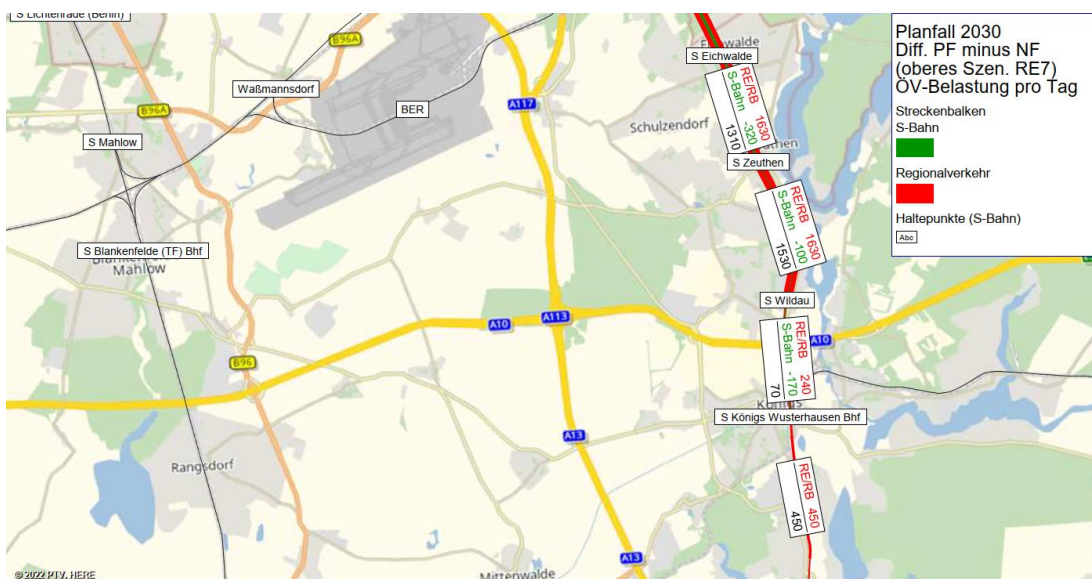 S Lichtenrade (Berlin)
B96A
Waßmannsdorf
BER
A117
S Eichwalde
Schulzendorf
B96A
S Mahlow
RE/RB 1630
S-Bahn -320
1310
S Zeuthen
RE/RB 1630
S-Bahn -100
1530
S Blankenfelde (TF) Bhf
Mahlow
S Wildau
A10
A113
A10
RE/RB 240
S-Bahn -170
70
B96
S Königs Wusterhausen Bhf
A13
Rangsdorf
RE/RB 450
450
A13
Mittenwalde
© 2022 PTV, HERE
Planfall 2030
Diff. PF minus NF
(oberes Szen. RE7)
ÖV-Belastung pro Tag
Streckenbalken
S-Bahn
Regionalverkehr
Haltepunkte (S-Bahn)
Abc